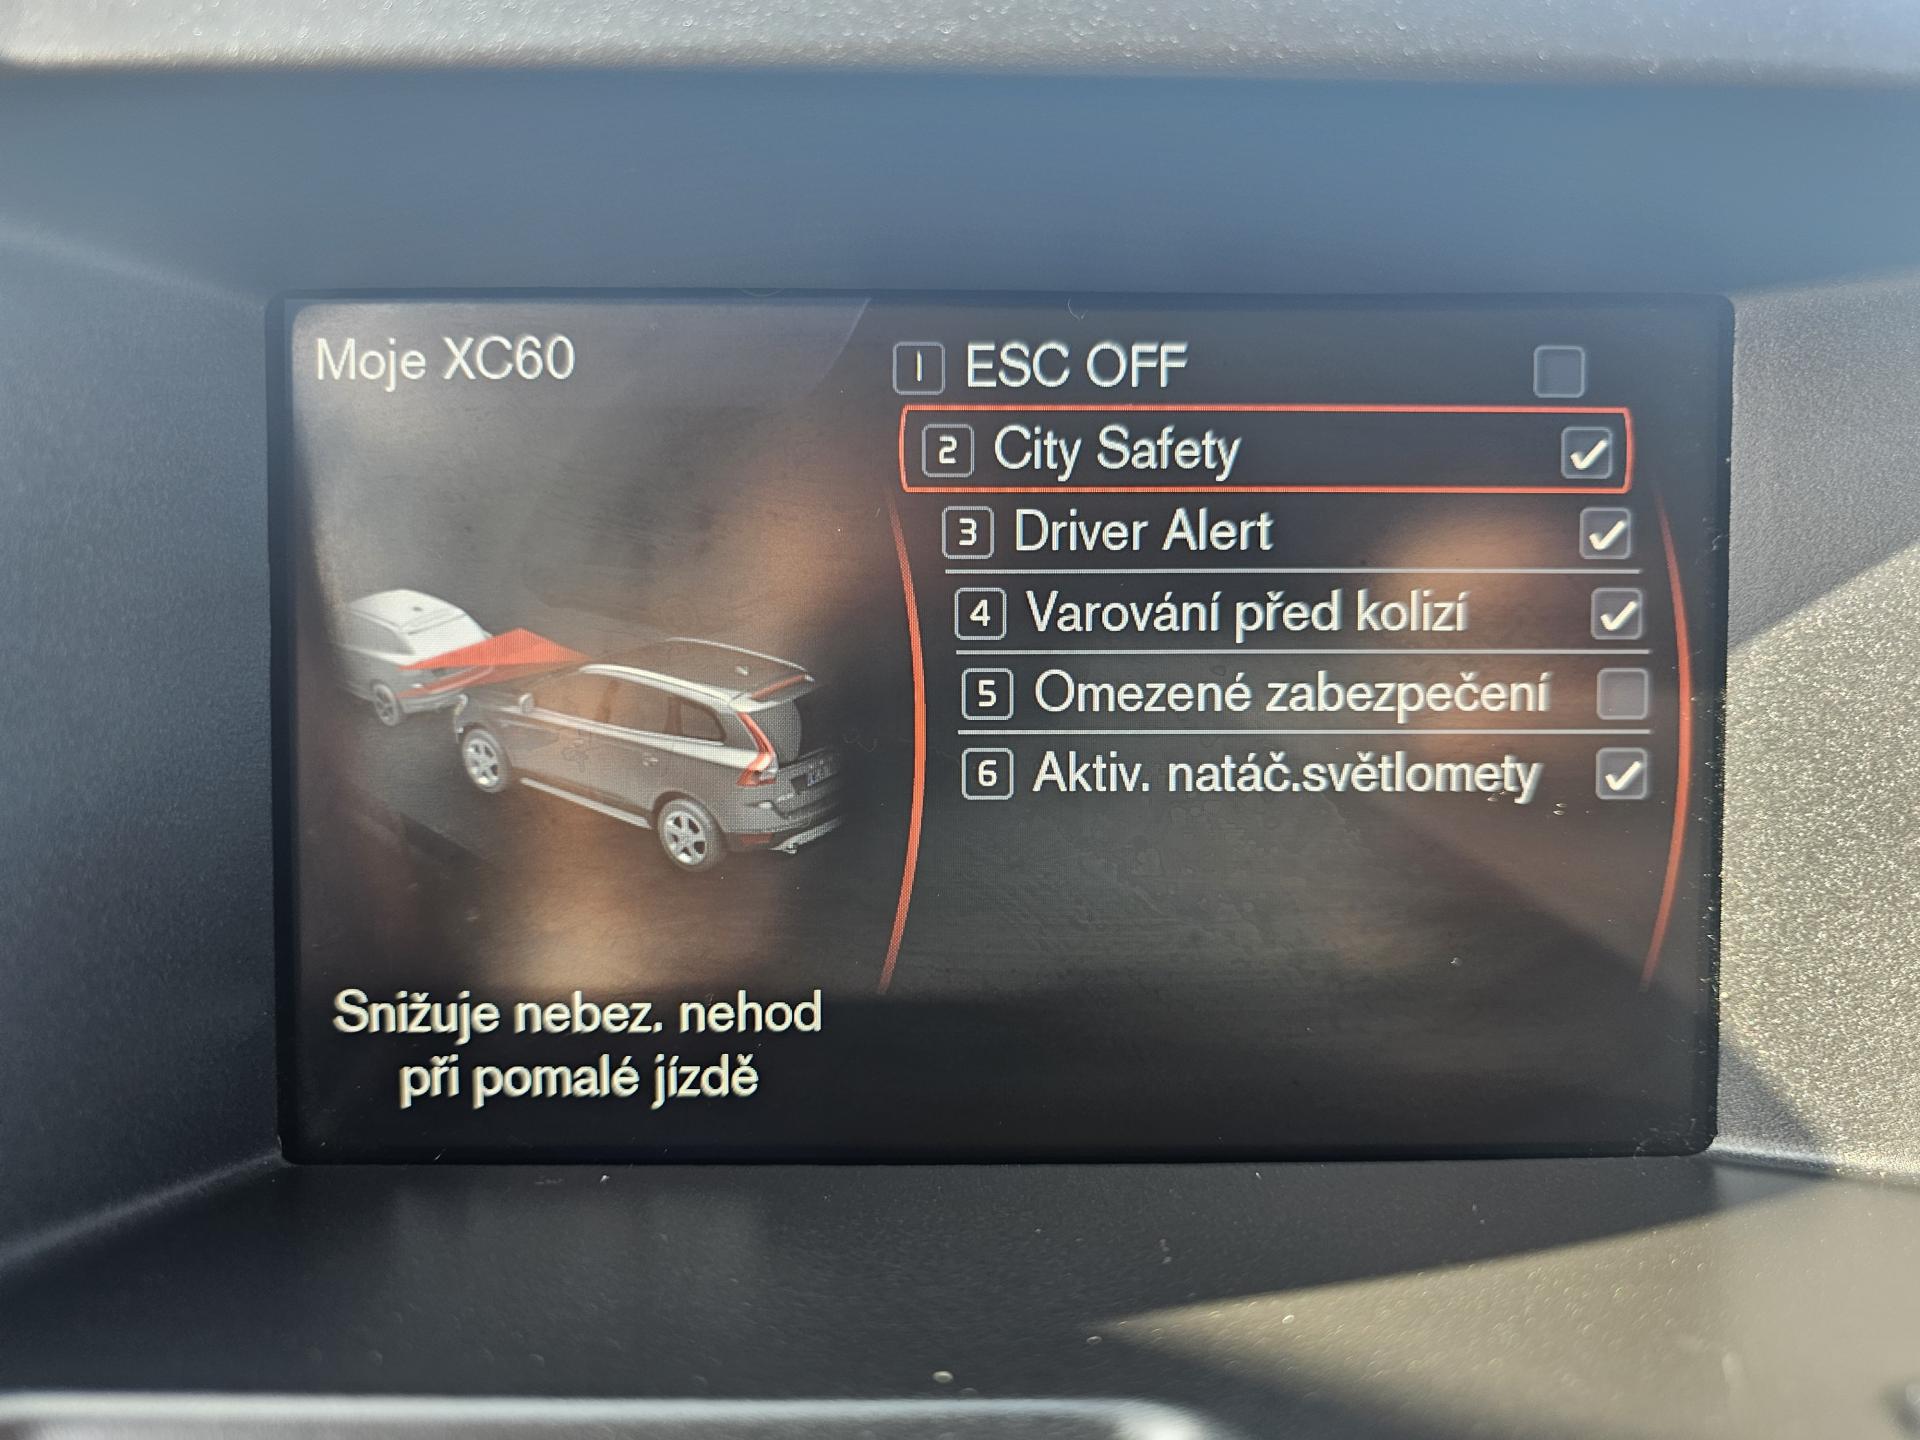 Moje XC60
1 ESC OFF
2 City Safety
3 Driver Alert
4 Varování před kolizí
5 Omezené zabezpečení
6 Aktiv. natáč.světlomety
Snižuje nebez. nehod
při pomalé jízdě